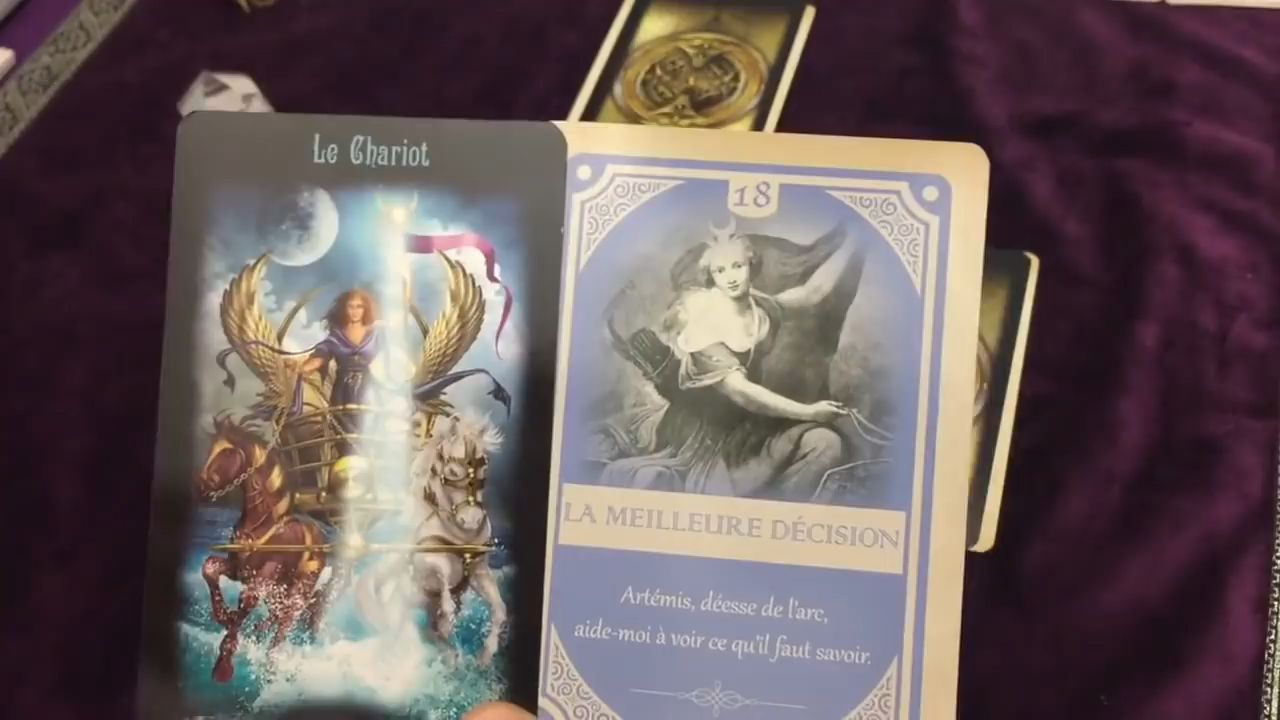 Le Chariot
18
LA MEILLEURE DÉCISION
Artémis, déesse de l'arc,
aide-moi à voir ce qu'il faut savoir.